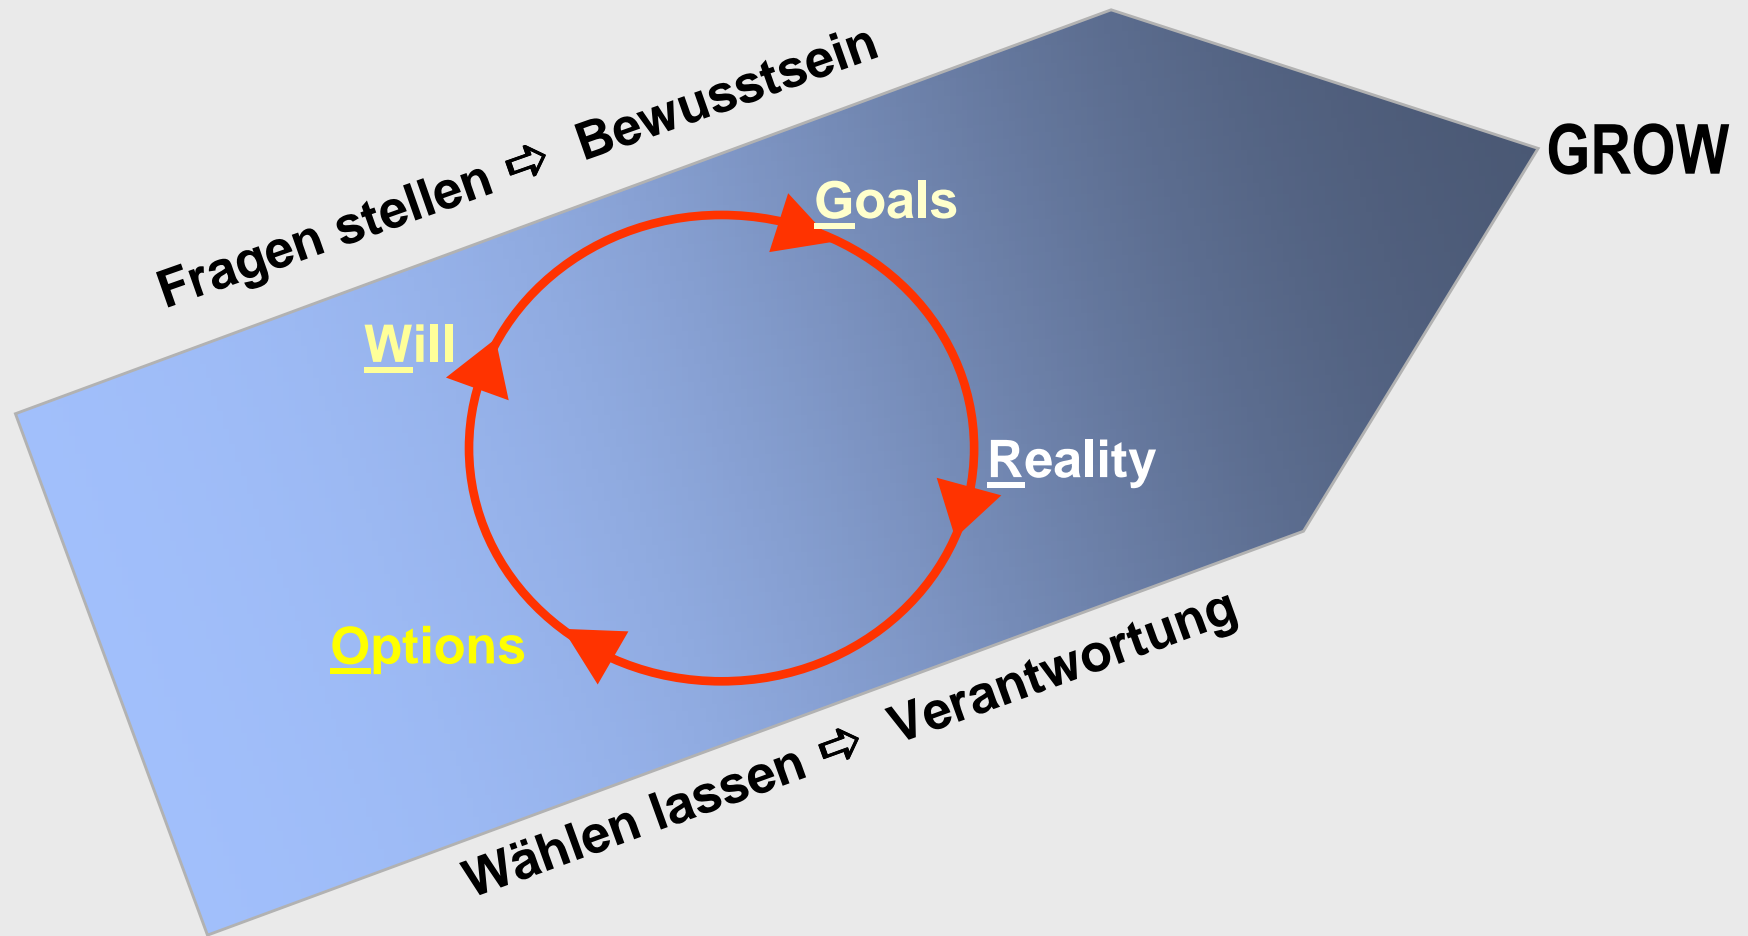 Fragen stellen ➪ Bewusstsein
GROW
Goals
Will
Reality
Options
Wählen lassen ➪ Verantwortung